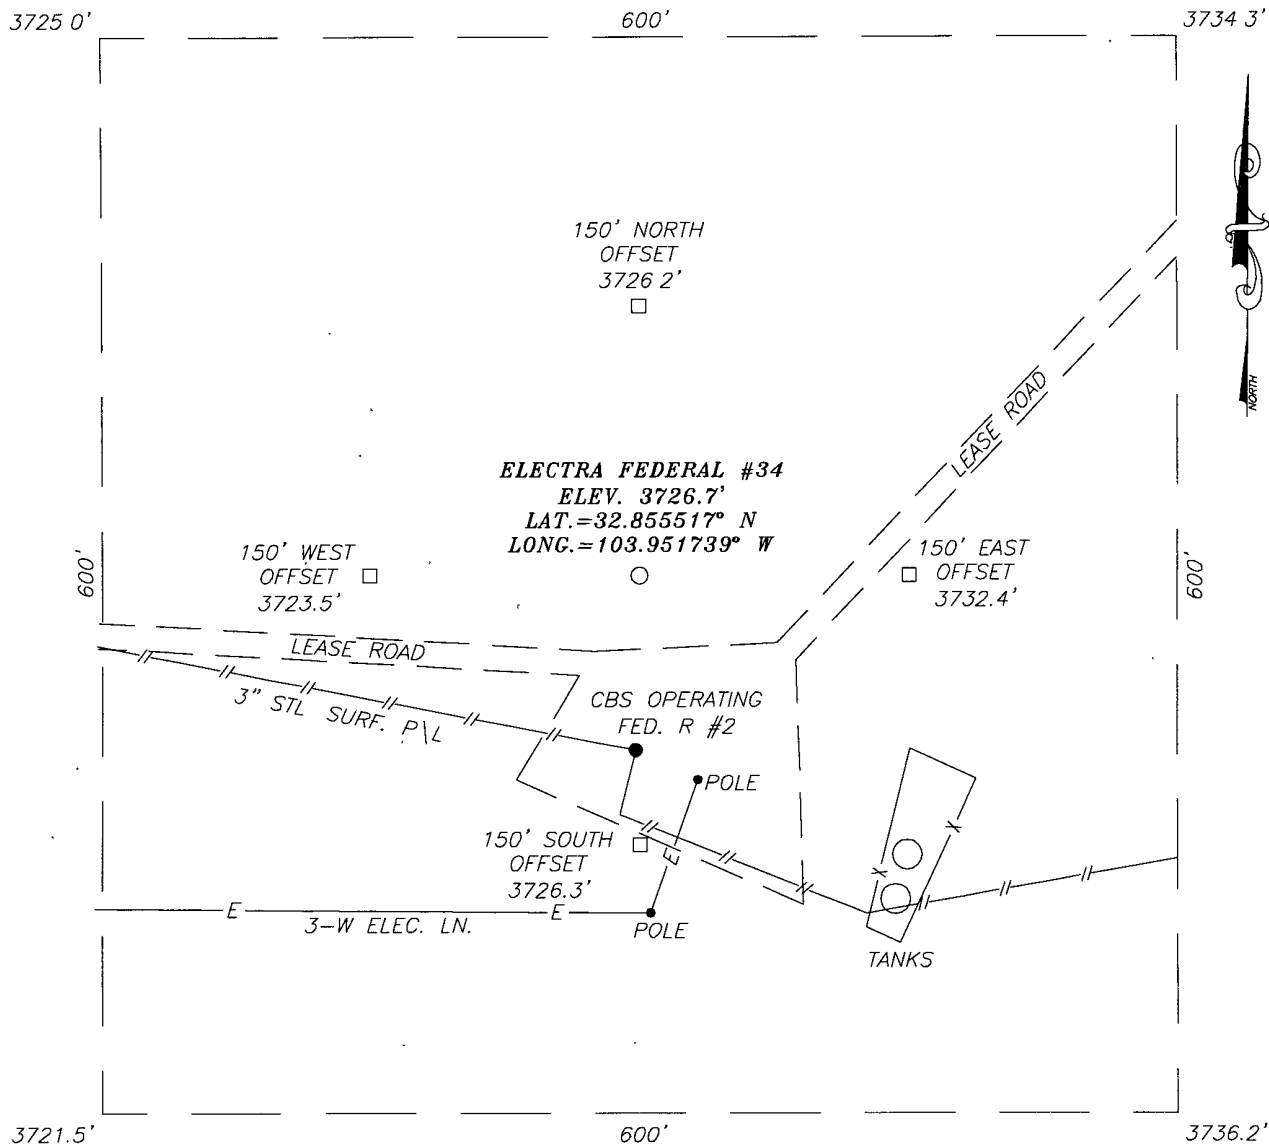 3725 0'
600'
3734 3'
150' NORTH
OFFSET
3726 2'
NORTH
LEASE ROAD
ELECTRA FEDERAL #34
ELEV. 3726.7'
LAT.=32.855517° N
LONG.=103.951739° W
150' WEST
OFFSET
3723.5'
150' EAST
OFFSET
3732.4'
600'
600'
LEASE ROAD
3" STL SURF. P\L
CBS OPERATING
FED. R #2
POLE
150' SOUTH
OFFSET
3726.3'
E
X
X
E
E
3-W ELEC. LN.
POLE
TANKS
3721.5'
600'
3736.2'